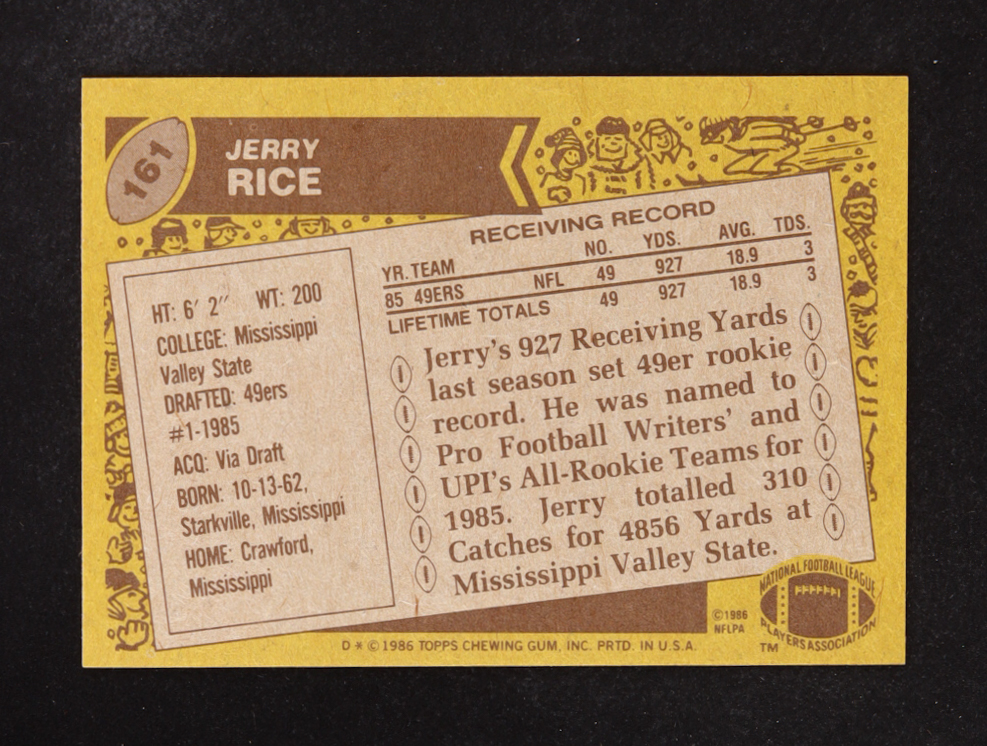 161
JERRY
RICE
RECEIVING RECORD
YR. TEAM NO. YDS. AVG. TDS.
85 49ERS NFL 49 927 18.9 3
LIFETIME TOTALS 49 927 18.9 3
HT: 6′ 2″ WT: 200
COLLEGE: Mississippi
Valley State
DRAFTED: 49ers
#1-1985
ACQ: Via Draft
BORN: 10-13-62,
Starkville, Mississippi
HOME: Crawford,
Mississippi
Jerry's 927 Receiving Yards
last season set 49er rookie
record. He was named to
Pro Football Writers' and
UPI's All-Rookie Teams for
1985. Jerry totalled 310
Catches for 4856 Yards at
Mississippi Valley State.
©1986
NFLPA
NATIONAL FOOTBALL LEAGUE
PLAYERS ASSOCIATION
TM
D * © 1986 TOPPS CHEWING GUM, INC. PRTD. IN U.S.A.